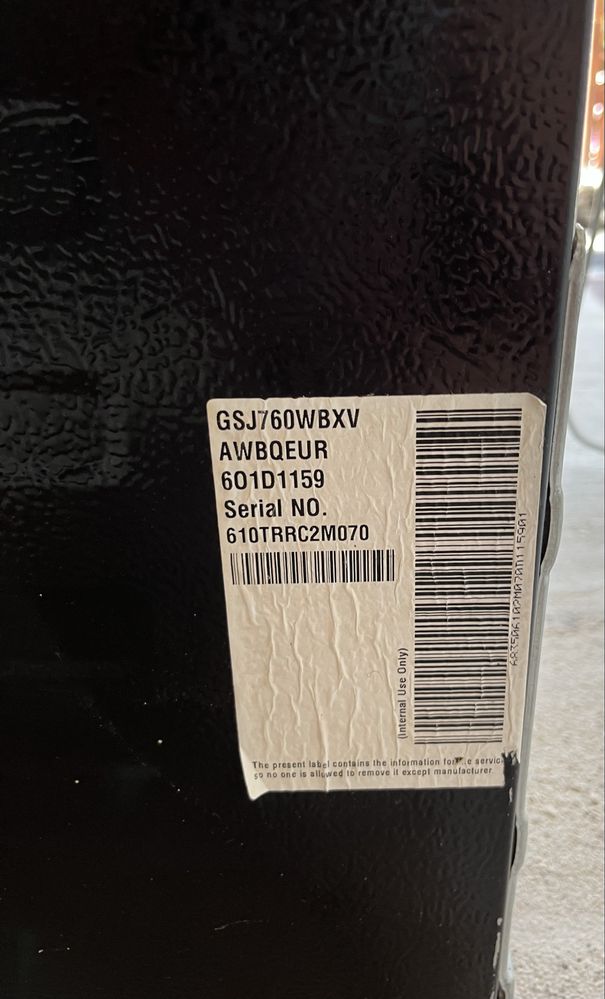 GSJ760WBXV
AWBQEUR
601D1159
Serial NO.
610TRRC2M070
(Internal Use Only)
The present label contains the information for e servic
so no one is allowed to remove it except manufacturer